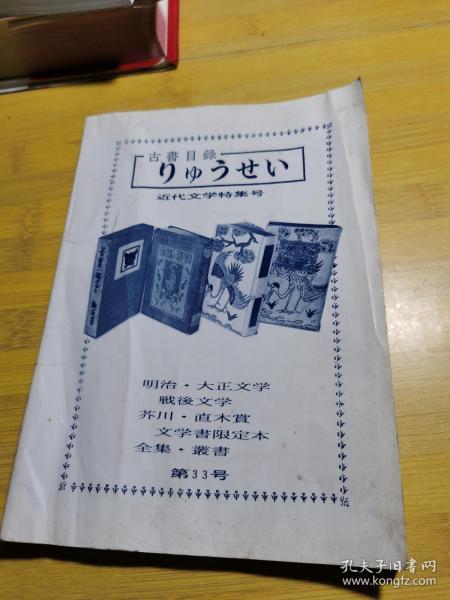 古書目録
りゅうせい
近代文学特集号
明治・大正文学
戦後文学
芥川・直木賞
文学書限定本
全集・叢書
第33号
孔夫子旧书网
www.kongfz.com